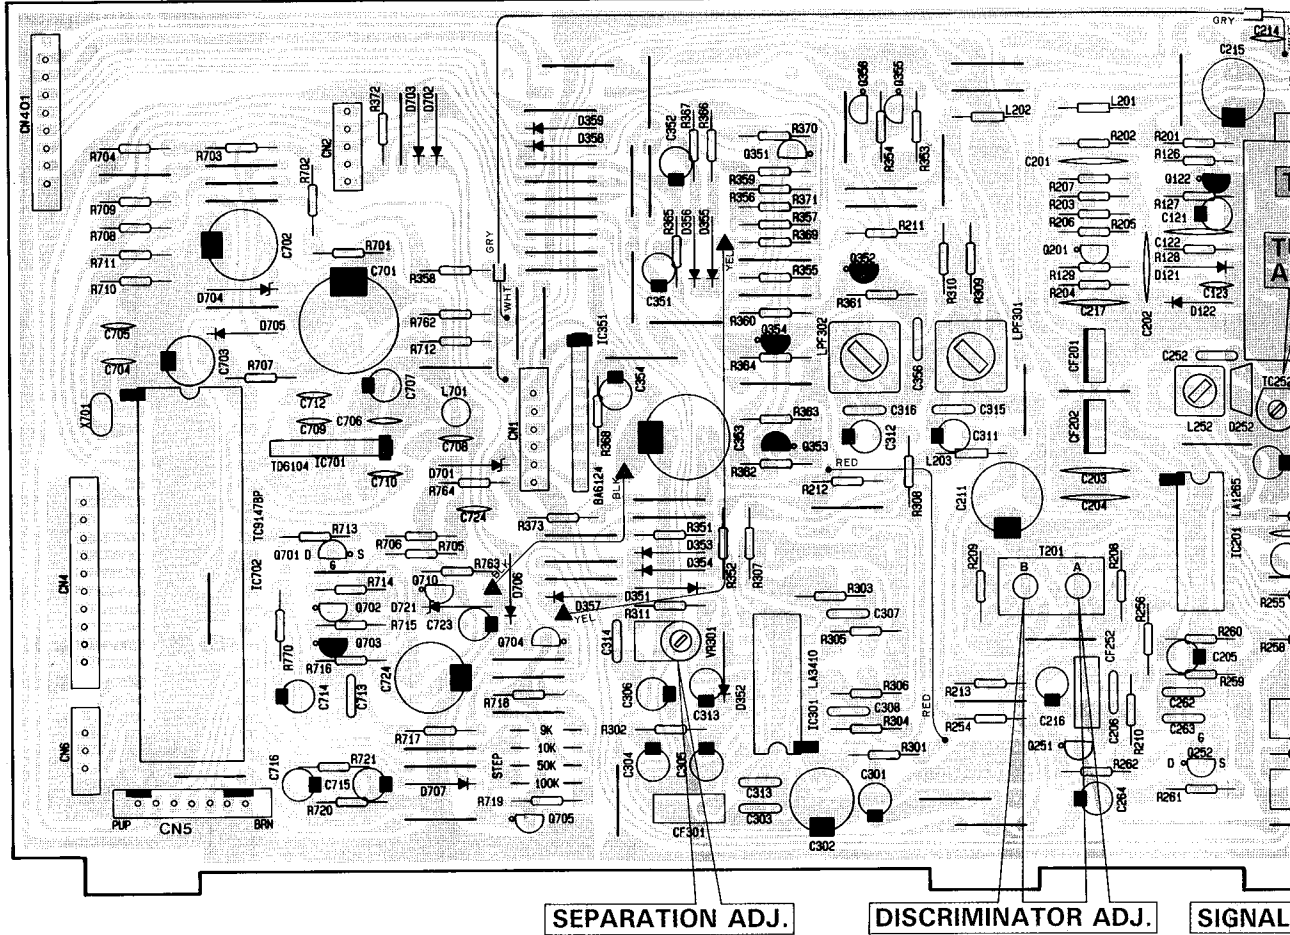 GRY
C214
C215
CN401
R372
D703
D702
CN2
D359
D358
C352
R367
R366
R370
Q351
Q356
Q355
R354
R353
L202
L201
R202
C201
R201
R126
R704
R703
R702
R359
R356
R371
R357
R369
R207
R203
R206
R205
Q122
R127
C121
R709
R708
R711
R710
C702
R701
C701
R358
GRY
WHT
R365
D356
D355
C351
YEL
R211
Q352
R361
R355
R310
R309
Q201
R129
R204
C217
C202
C122
R128
D121
C123
D122
D704
D705
C705
C704
C703
R707
R762
R712
IC351
R360
Q354
R364
LPF302
C356
LPF301
CF201
C252
TC252
L252
D252
X701
C712
C709
C706
C707
L701
C708
TD6104
IC701
C710
D701
R764
C724
CN1
R368
C354
BA6124
BLK
C353
R363
Q353
R362
C316
C312
C315
C311
L203
RED
R212
R308
C211
CF202
C203
C204
LA1265
IC201
TC9147BP
IC702
CN4
R713
Q701
D
S
G
R706
R705
R373
R763
R714
Q710
D706
Q702
D721
R715
C723
Q703
R716
Q704
R770
C714
C713
C724
R351
D353
D354
D351
D357
YEL
R311
R352
R307
C314
VR301
R303
C307
R305
LA3410
IC301
R209
T201
B
A
R208
R256
R255
R260
C205
R259
R258
CF252
C306
C313
D352
R306
C308
R304
R302
R301
RED
R213
R254
C216
C206
R210
C262
C263
G
Q252
D
S
Q251
R262
C264
R261
CN6
R717
R718
STEP
9K
10K
50K
100K
C716
R721
C715
R720
D707
R719
Q705
C304
C305
C313
C303
CF301
C301
C302
PUP
CN5
BRN
SEPARATION ADJ.
DISCRIMINATOR ADJ.
SIGNAL